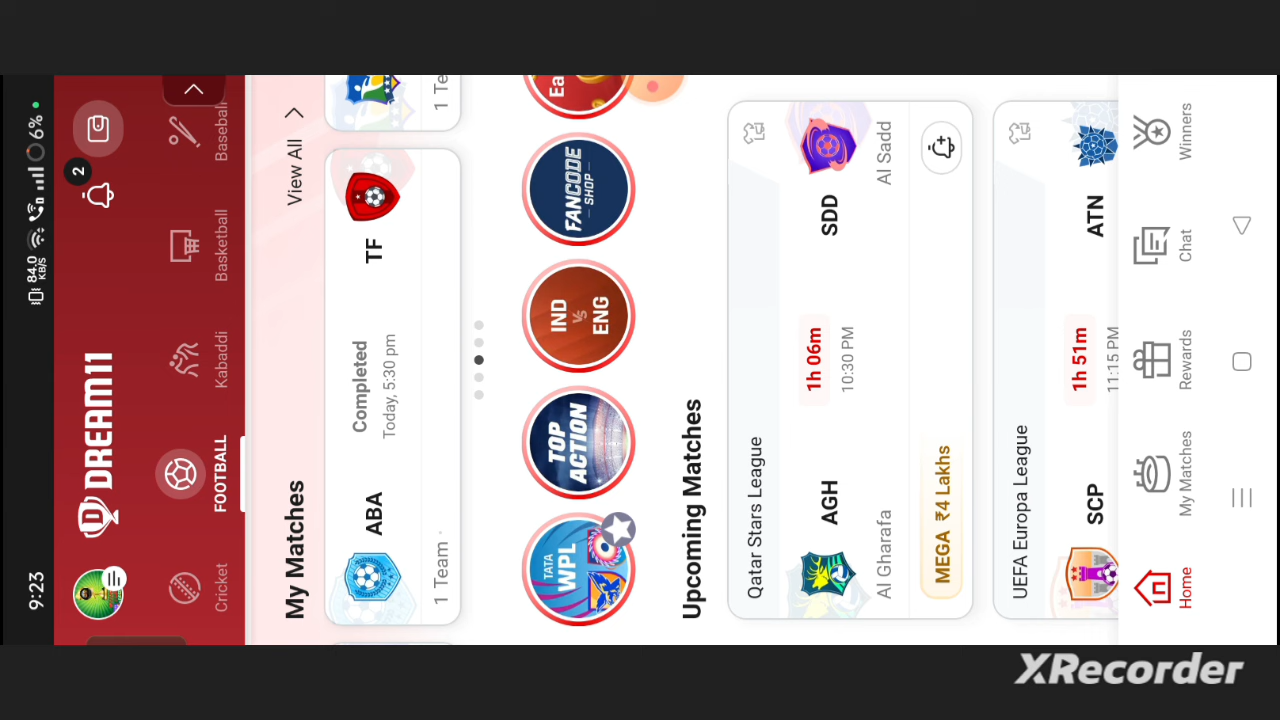 9:23
84.0
KB/S
6%
DREAM11
2
Cricket
FOOTBALL
Kabaddi
Basketball
Baseball
My Matches
View All
ABA
Completed
Today, 5:30 pm
TF
1 Team
1 Te
TATA
WPL
TOP
ACTION
IND
VS
ENG
FANCODE
SHOP
Ea
Upcoming Matches
Qatar Stars League
AGH
1h 06m
SDD
10:30 PM
Al Gharafa
Al Sadd
MEGA ₹4 Lakhs
UEFA Europa League
SCP
1h 51m
ATN
11:15 PM
Home
My Matches
Rewards
Chat
Winners
XRecorder